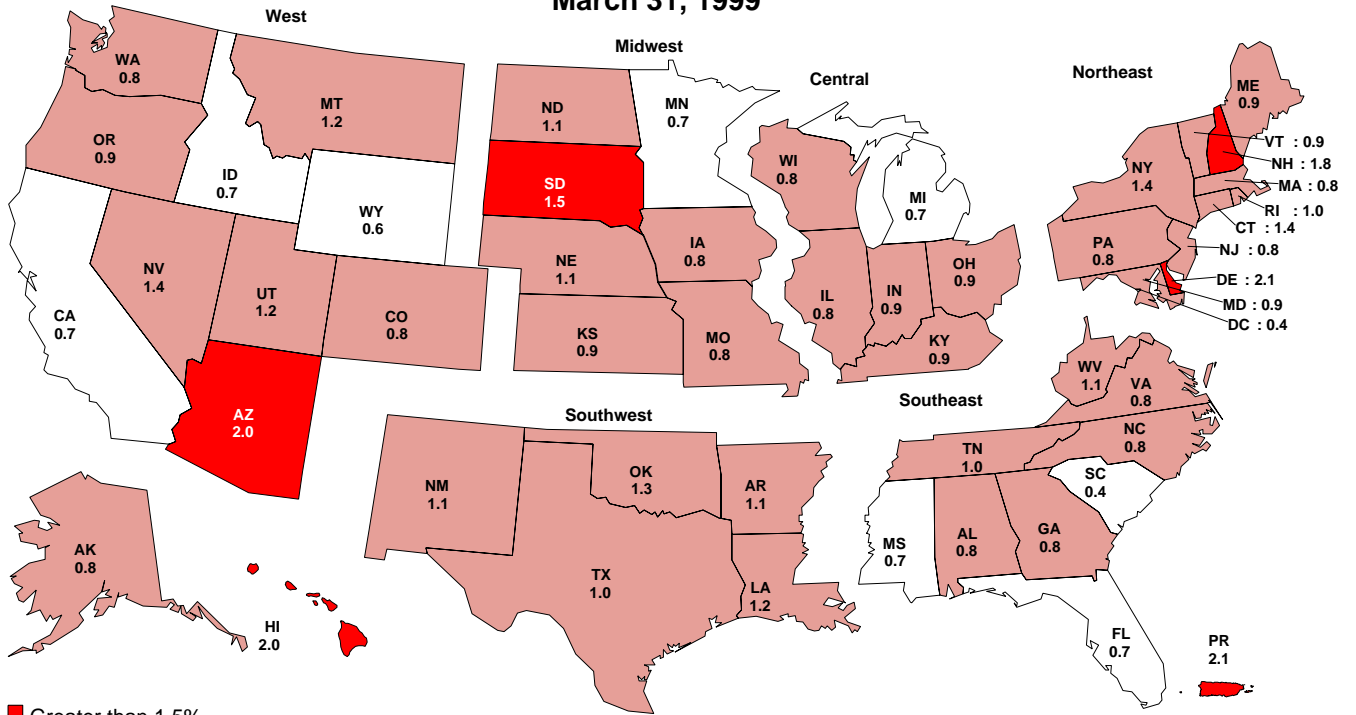 March 31, 1999
West
Midwest
Central
Northeast
WA
0.8
OR
0.9
MT
1.2
ID
0.7
WY
0.6
CA
0.7
NV
1.4
UT
1.2
CO
0.8
AZ
2.0
AK
0.8
HI
2.0
ND
1.1
MN
0.7
SD
1.5
NE
1.1
IA
0.8
KS
0.9
MO
0.8
WI
0.8
MI
0.7
IL
0.8
IN
0.9
OH
0.9
KY
0.9
ME
0.9
VT : 0.9
NH : 1.8
MA : 0.8
RI : 1.0
CT : 1.4
NJ : 0.8
DE : 2.1
MD : 0.9
DC : 0.4
NY
1.4
PA
0.8
Southwest
NM
1.1
OK
1.3
AR
1.1
TX
1.0
LA
1.2
Southeast
WV
1.1
VA
0.8
TN
1.0
NC
0.8
SC
0.4
MS
0.7
AL
0.8
GA
0.8
FL
0.7
PR
2.1
Greater than 1.5%